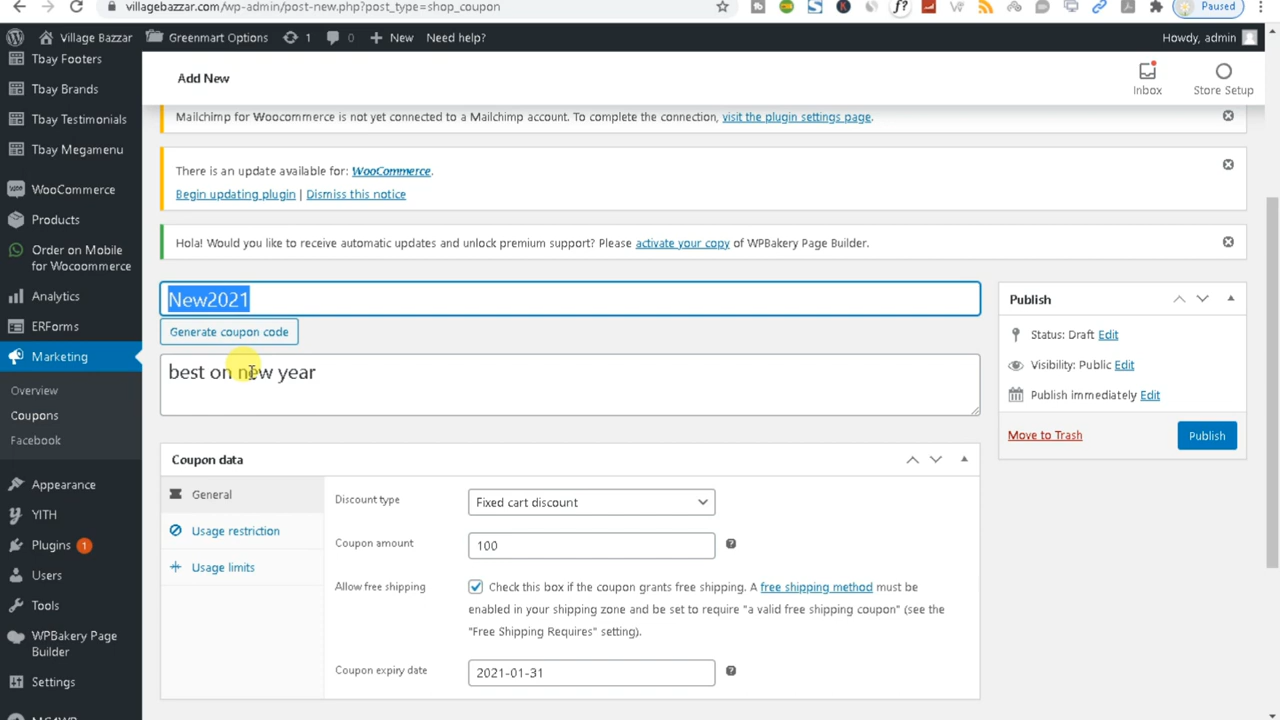 villagebazzar.com/wp-admin/post-new.php?post_type=shop_coupon
Paused
Village Bazzar
Greenmart Options
1
0
New
Need help?
Howdy, admin
Tbay Footers
Tbay Brands
Tbay Testimonials
Tbay Megamenu
WooCommerce
Products
Order on Mobile
for Wocoommerce
Analytics
ERForms
Marketing
Overview
Coupons
Facebook
Appearance
YITH
Plugins 1
Users
Tools
WPBakery Page
Builder
Settings
Add New
Inbox
Store Setup
Mailchimp for Woocommerce is not yet connected to a Mailchimp account. To complete the connection, visit the plugin settings page.
There is an update available for: WooCommerce.
Begin updating plugin | Dismiss this notice
Hola! Would you like to receive automatic updates and unlock premium support? Please activate your copy of WPBakery Page Builder.
New2021
Generate coupon code
best on new year
Coupon data
General
Usage restriction
Usage limits
Discount type
Fixed cart discount
Coupon amount
100
Allow free shipping
Check this box if the coupon grants free shipping. A free shipping method must be
enabled in your shipping zone and be set to require "a valid free shipping coupon" (see the
"Free Shipping Requires" setting).
Coupon expiry date
2021-01-31
Publish
Status: Draft Edit
Visibility: Public Edit
Publish immediately Edit
Move to Trash
Publish